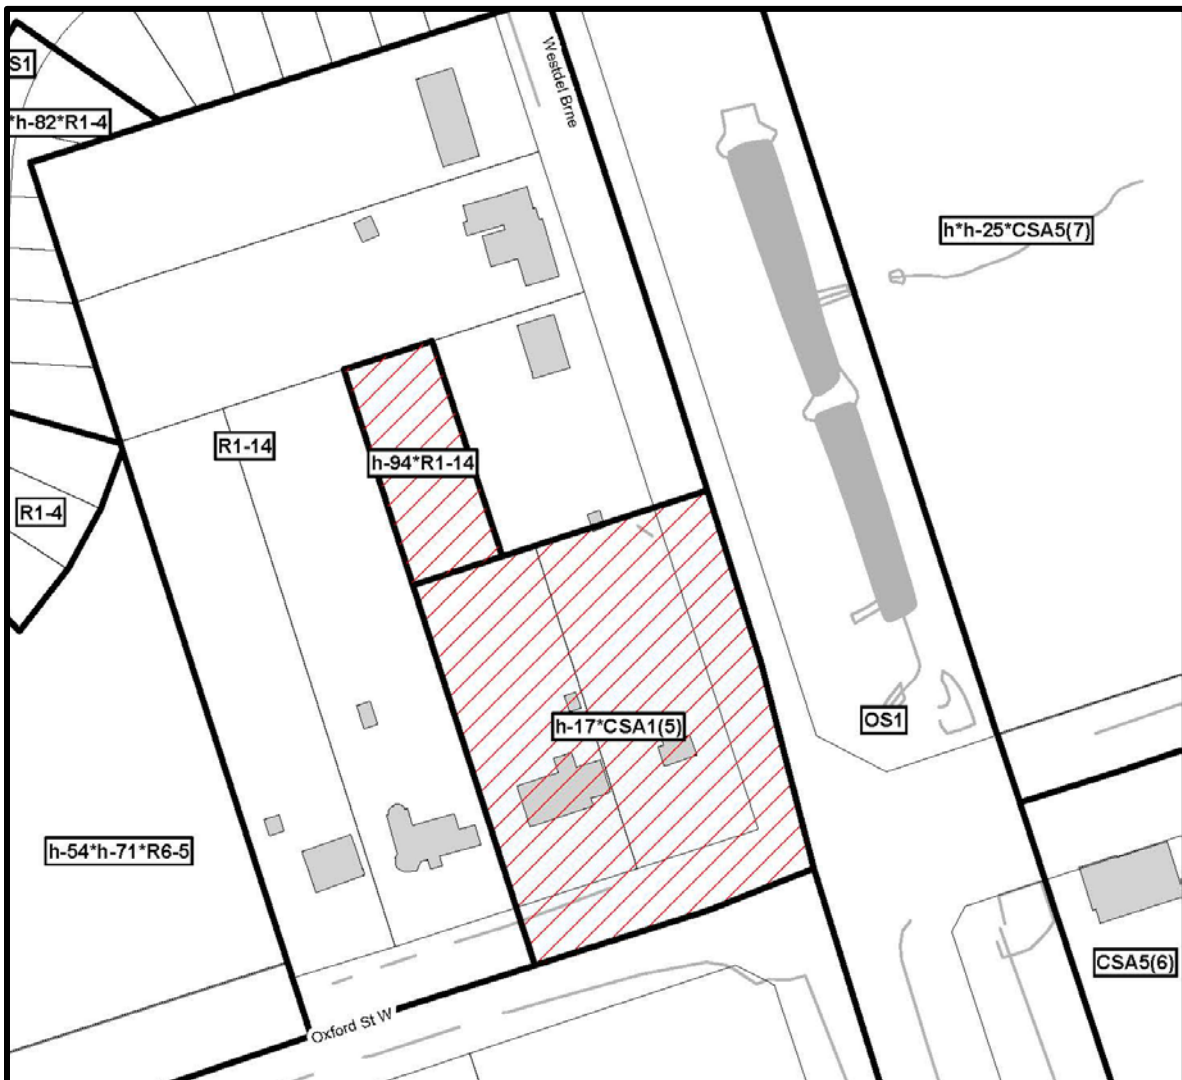 S1
*h-82*R1-4
Westdel Brne
h*h-25*CSA5(7)
R1-14
h-94*R1-14
R1-4
h-17*CSA1(5)
OS1
h-54*h-71*R6-5
CSA5(6)
Oxford St W